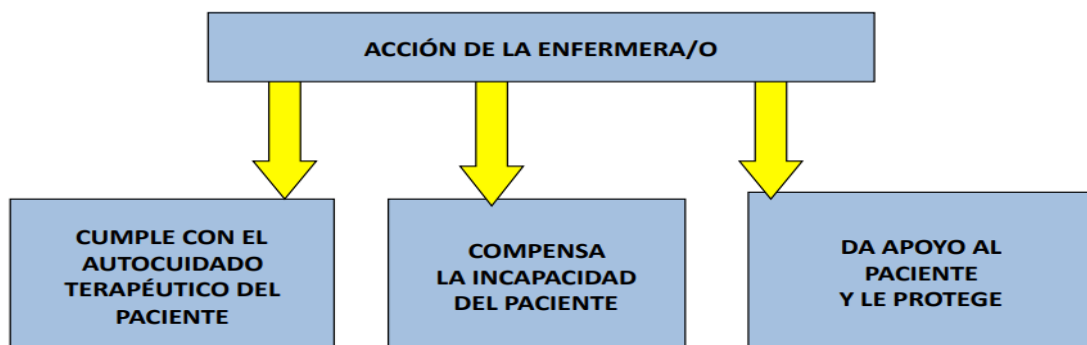 ACCIÓN DE LA ENFERMERA/O
CUMPLE CON EL
AUTOCUIDADO
TERAPÉUTICO DEL
PACIENTE
COMPENSA
LA INCAPACIDAD
DEL PACIENTE
DA APOYO AL
PACIENTE
Y LE PROTEGE